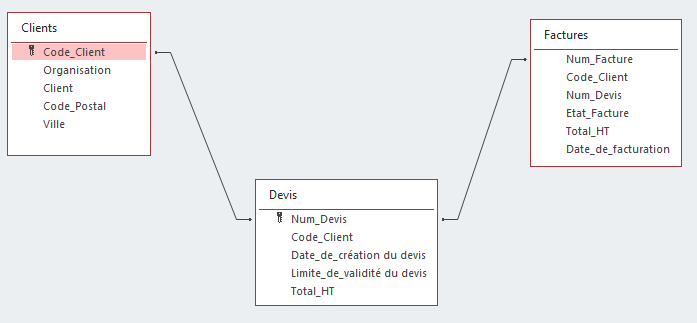 Clients
Code_Client
Organisation
Client
Code_Postal
Ville
Factures
Num_Facture
Code_Client
Num_Devis
Etat_Facture
Total_HT
Date_de_facturation
Devis
Num_Devis
Code_Client
Date_de_création du devis
Limite_de_validité du devis
Total_HT